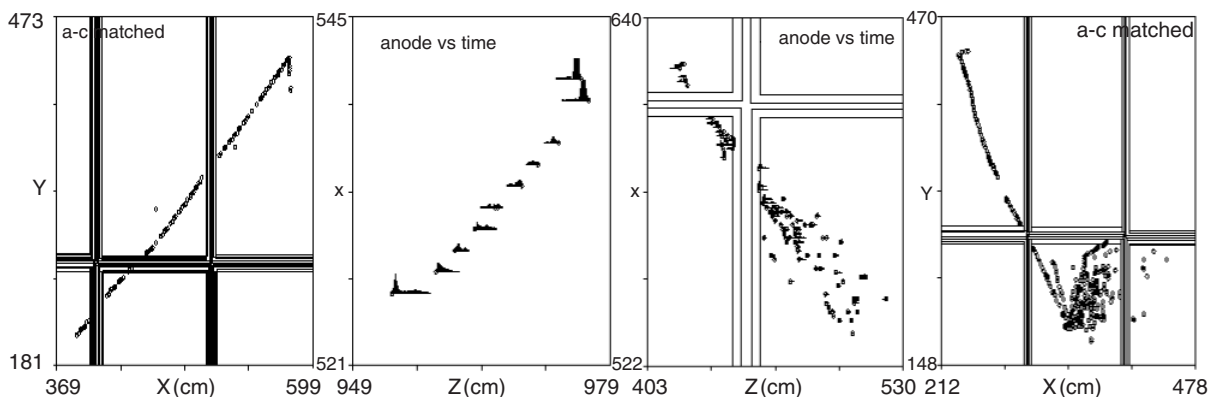 473
a-c matched
Y
181
369
X (cm)
599
545
anode vs time
x
521
949
Z (cm)
979
640
anode vs time
x
522
403
Z (cm)
530
470
a-c matched
Y
148
212
X (cm)
478